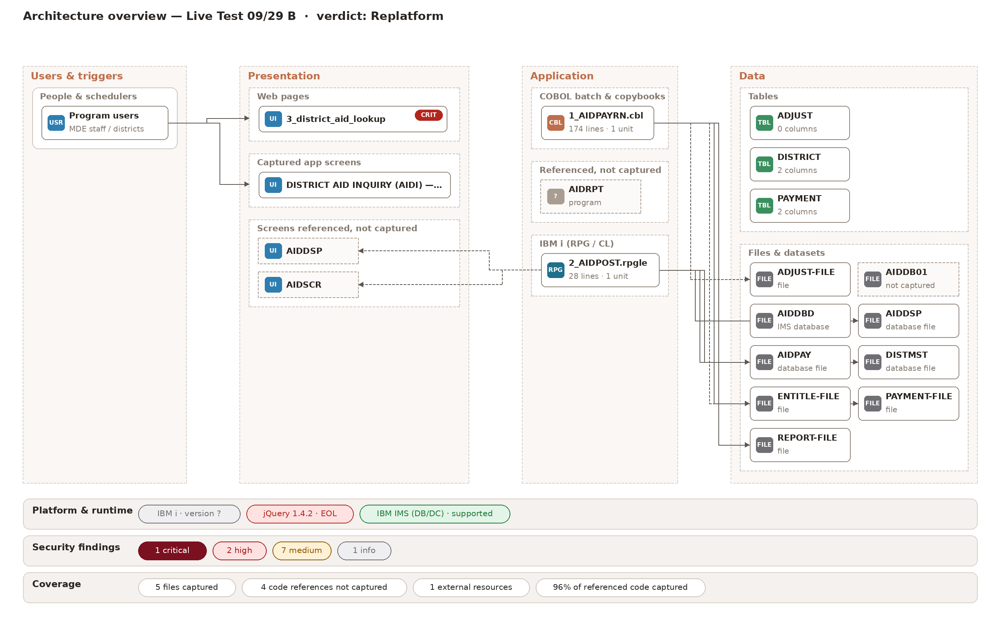 Architecture overview — Live Test 09/29 B · verdict: Replatform
Users & triggers
People & schedulers
USR
Program users
MDE staff / districts
Presentation
Web pages
UI
3_district_aid_lookup
CRIT
Captured app screens
UI
DISTRICT AID INQUIRY (AIDI) —…
Screens referenced, not captured
UI
AIDDSP
UI
AIDSCR
Application
COBOL batch & copybooks
CBL
1_AIDPAYRN.cbl
174 lines · 1 unit
Referenced, not captured
?
AIDRPT
program
IBM i (RPG / CL)
RPG
2_AIDPOST.rpgle
28 lines · 1 unit
Data
Tables
TBL
ADJUST
0 columns
TBL
DISTRICT
2 columns
TBL
PAYMENT
2 columns
Files & datasets
FILE
ADJUST-FILE
file
FILE
AIDDB01
not captured
FILE
AIDDBD
IMS database
FILE
AIDDSP
database file
FILE
AIDPAY
database file
FILE
DISTMST
database file
FILE
ENTITLE-FILE
file
FILE
PAYMENT-FILE
file
FILE
REPORT-FILE
file
Platform & runtime
IBM i · version ?
jQuery 1.4.2 · EOL
IBM IMS (DB/DC) · supported
Security findings
1 critical
2 high
7 medium
1 info
Coverage
5 files captured
4 code references not captured
1 external resources
96% of referenced code captured